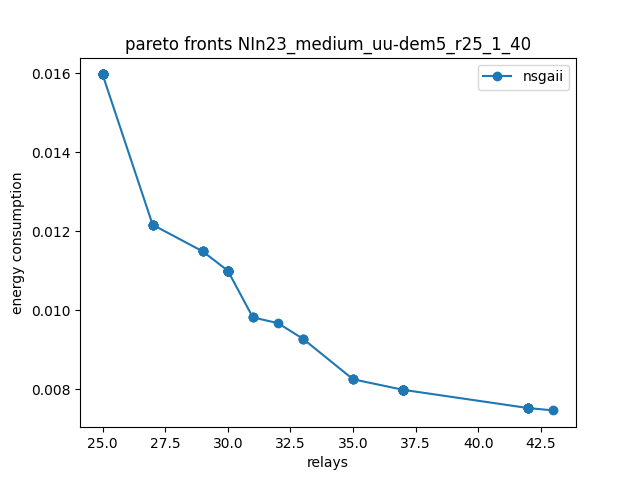 pareto fronts NIn23_medium_uu-dem5_r25_1_40
nsgaii
0.016
0.014
0.012
0.010
0.008
energy consumption
25.0 27.5 30.0 32.5 35.0 37.5 40.0 42.5
relays